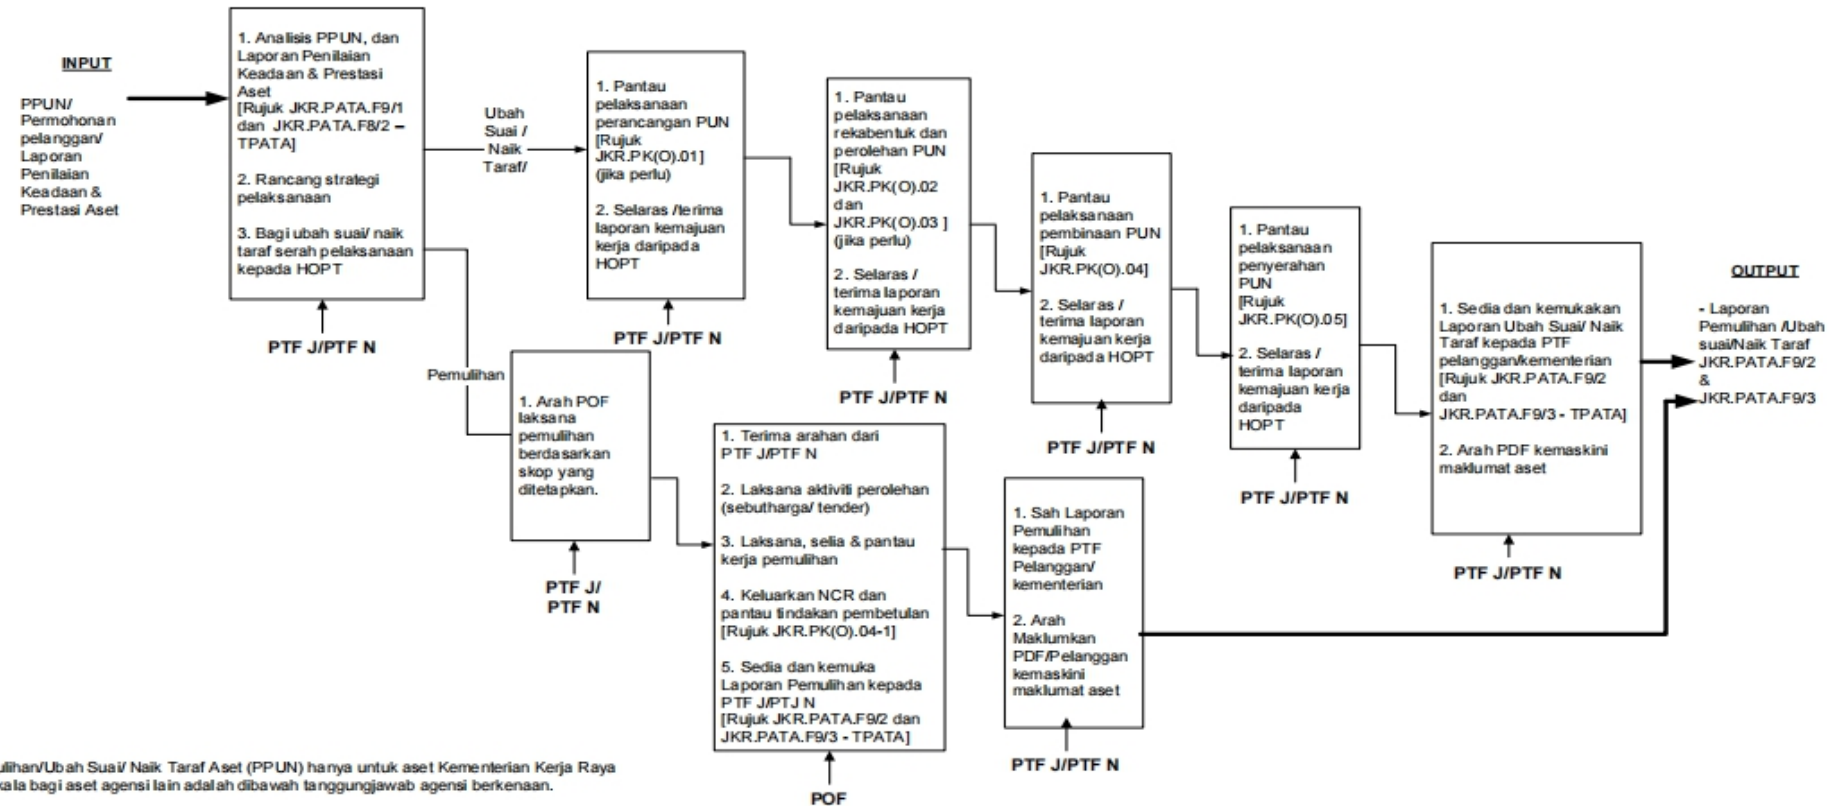 INPUT
PPUN/
Permohonan
pelanggan/
Laporan
Penilaian
Keadaan &
Prestasi Aset
1. Analisis PPUN, dan
Laporan Penilaian
Keadaan & Prestasi
Aset
[Rujuk JKR.PATA.F9/1
dan JKR.PATA.F8/2 –
TPATA]
2. Rancang strategi
pelaksanaan
3. Bagi ubah suai/ naik
taraf serah pelaksanaan
kepada HOPT
PTF J/PTF N
Ubah
Suai /
Naik
Taraf/
1. Pantau
pelaksanaan
perancangan PUN
[Rujuk
JKR.PK(O).01]
(jika perlu)
2. Selaras /terima
laporan kemajuan
kerja daripada
HOPT
PTF J/PTF N
1. Pantau
pelaksanaan
rekabentuk dan
perolehan PUN
[Rujuk
JKR.PK(O).02
dan
JKR.PK(O).03 ]
(jika perlu)
2. Selaras /
terima laporan
kemajuan kerja
daripada HOPT
PTF J/PTF N
1. Pantau
pelaksanaan
pembinaan PUN
[Rujuk
JKR.PK(O).04]
2. Selaras /
terima laporan
kemajuan kerja
daripada HOPT
PTF J/PTF N
1. Pantau
pelaksanaan
penyerahan
PUN
[Rujuk
JKR.PK(O).05]
2. Selaras /
terima laporan
kemajuan kerja
daripada
HOPT
PTF J/PTF N
1. Sedia dan kemukakan
Laporan Ubah Suai/ Naik
Taraf kepada PTF
pelanggan/kementerian
[Rujuk JKR.PATA.F9/2
dan
JKR.PATA.F9/3 - TPATA]
2. Arah PDF kemaskini
maklumat aset
PTF J/PTF N
OUTPUT
- Laporan
Pemulihan /Ubah
suai/Naik Taraf
JKR.PATA.F9/2
&
JKR.PATA.F9/3
Pemulihan
1. Arah POF
laksana
pemulihan
berdasarkan
skop yang
ditetapkan.
PTF J/
PTF N
1. Terima arahan dari
PTF J/PTF N
2. Laksana aktiviti perolehan
(sebutharga/ tender)
3. Laksana, selia & pantau
kerja pemulihan
4. Keluarkan NCR dan
pantau tindakan pembetulan
[Rujuk JKR.PK(O).04-1]
5. Sedia dan kemuka
Laporan Pemulihan kepada
PTF J/PTJ N
[Rujuk JKR.PATA.F9/2 dan
JKR.PATA.F9/3 - TPATA]
POF
1. Sah Laporan
Pemulihan
kepada PTF
Pelanggan/
kementerian
2. Arah
Maklumkan
PDF/Pelanggan
kemaskini
maklumat aset
PTF J/PTF N
ulihan/Ubah Suai/ Naik Taraf Aset (PPUN) hanya untuk aset Kementerian Kerja Raya
kala bagi aset agensi lain adalah dibawah tanggungjawab agensi berkenaan.